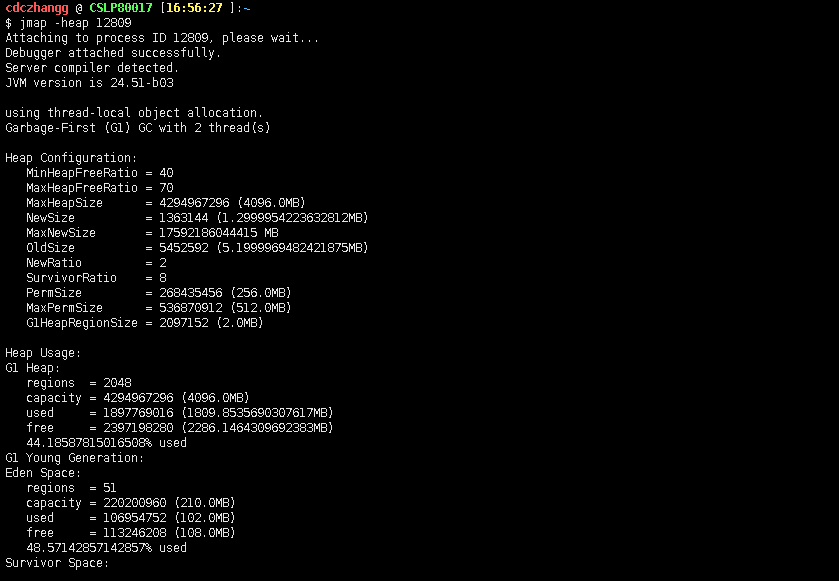 cdczhangg @ CSLP80017 [16:56:27 ]:~
$ jmap -heap 12809
Attaching to process ID 12809, please wait...
Debugger attached successfully.
Server compiler detected.
JVM version is 24.51-b03
using thread-local object allocation.
Garbage-First (G1) GC with 2 thread(s)
Heap Configuration:
MinHeapFreeRatio = 40
MaxHeapFreeRatio = 70
MaxHeapSize      = 4294967296 (4096.0MB)
NewSize          = 1363144 (1.2999954223632812MB)
MaxNewSize       = 17592186044415 MB
OldSize          = 5452592 (5.1999969482421875MB)
NewRatio         = 2
SurvivorRatio    = 8
PermSize         = 268435456 (256.0MB)
MaxPermSize      = 536870912 (512.0MB)
G1HeapRegionSize = 2097152 (2.0MB)
Heap Usage:
G1 Heap:
regions  = 2048
capacity = 4294967296 (4096.0MB)
used     = 1897769016 (1809.8535690307617MB)
free     = 2397198280 (2286.1464309692383MB)
44.18587815016508% used
G1 Young Generation:
Eden Space:
regions  = 51
capacity = 220200960 (210.0MB)
used     = 106954752 (102.0MB)
free     = 113246208 (108.0MB)
48.57142857142857% used
Survivor Space: